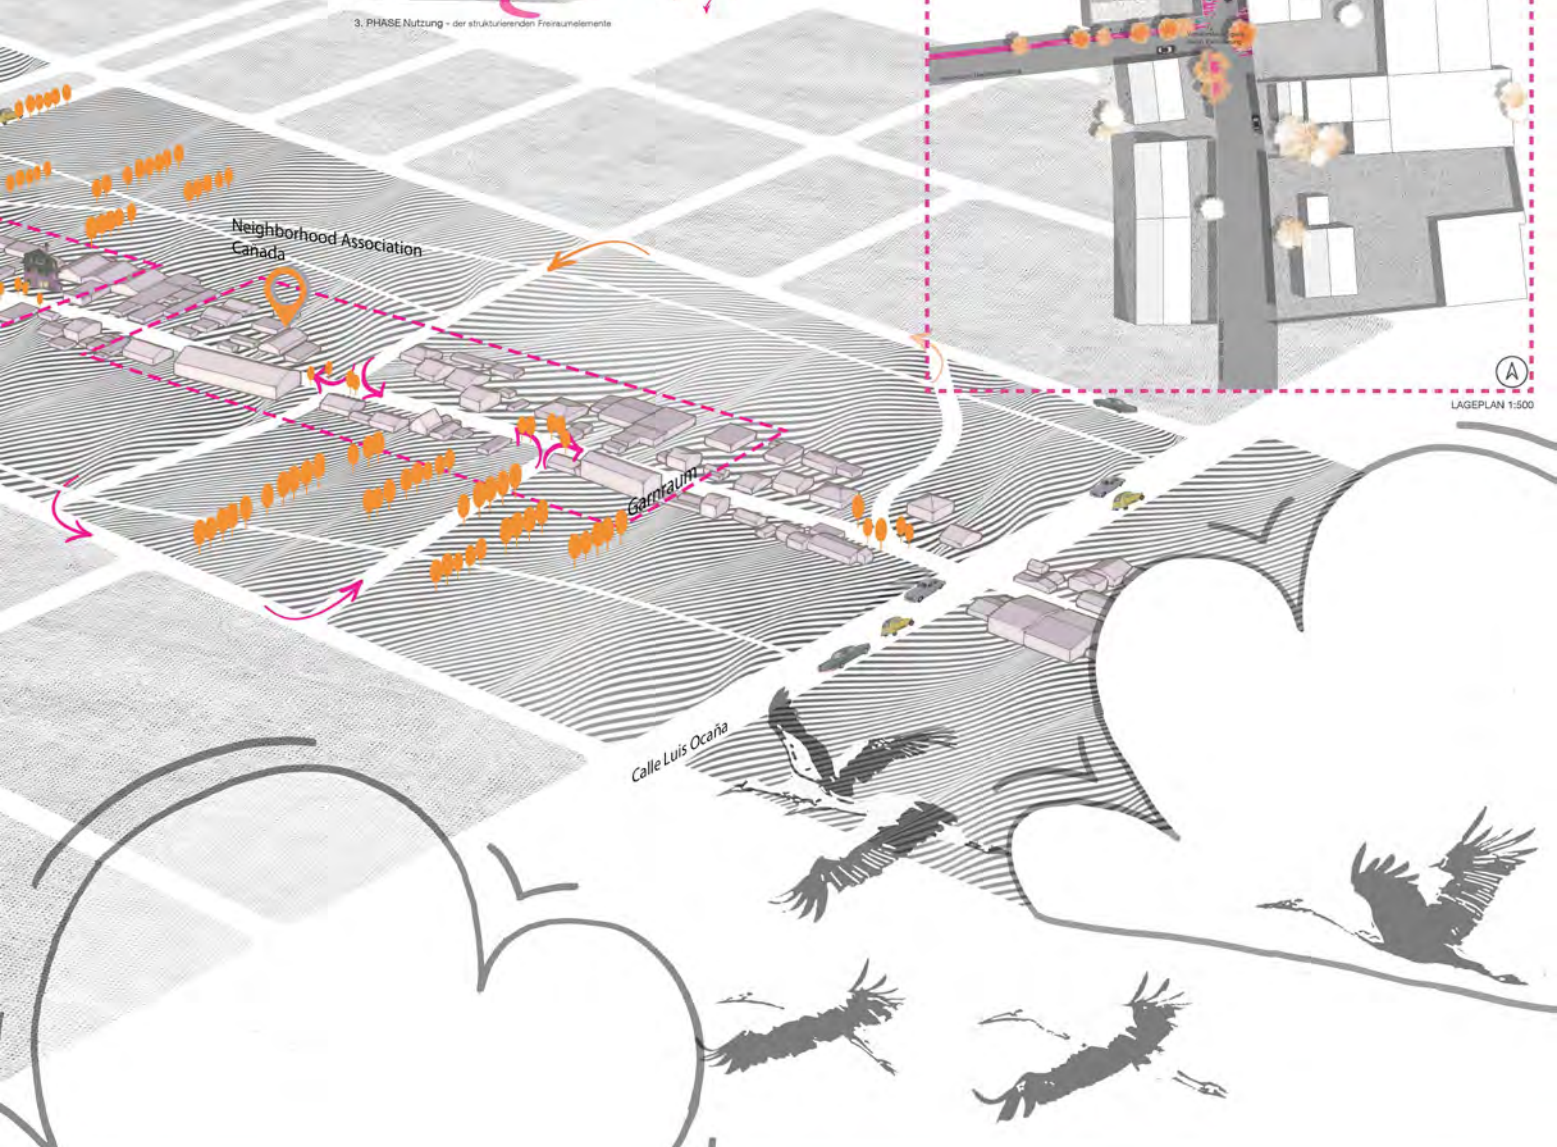 3. PHASE Nutzung - der strukturierenden Freiraumelemente
Neighborhood Association
Canada
LAGEPLAN 1:500
Garnraum
Calle Luis Ocaña